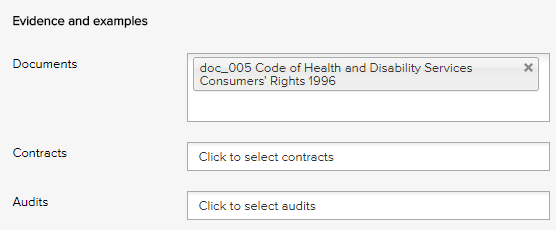 Evidence and examples
Documents
doc_005 Code of Health and Disability Services
Consumers' Rights 1996
Contracts
Click to select contracts
Audits
Click to select audits